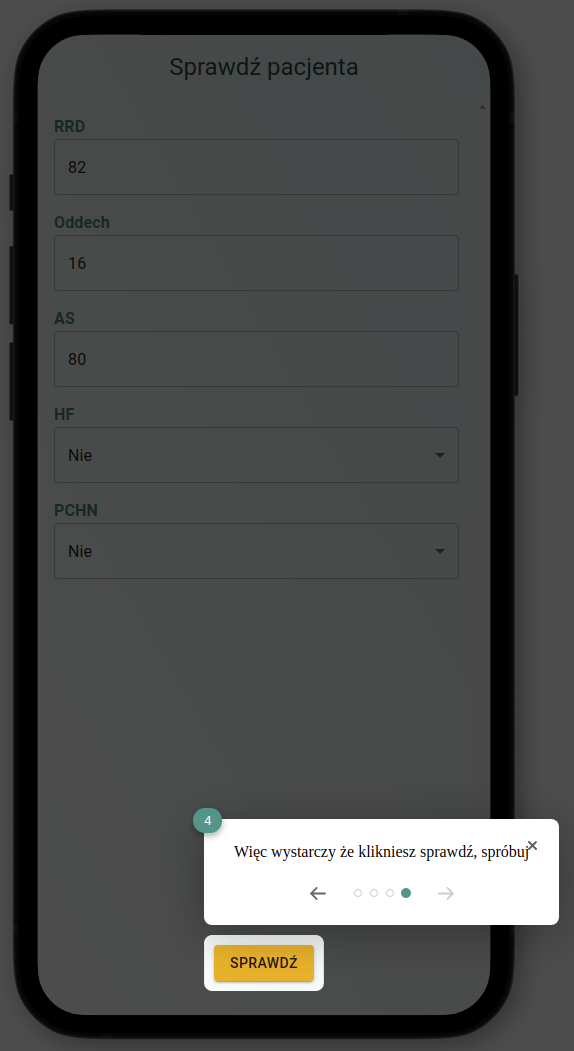 Sprawdź pacjenta
RRD
82
Oddech
16
AS
80
HF
Nie
PCHN
Nie
4
Więc wystarczy że klikniesz sprawdź, spróbuj
SPRAWDŹ